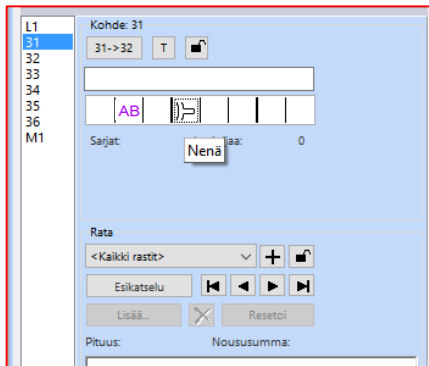 L1
31
32
33
34
35
36
M1
Kohde: 31
31->32 T
AB
Sarjat: 0
Nenä
Rata
<Kaikki rastit>
Esikatselu
Lisää... Resetoi
Pituus: Noususumma: